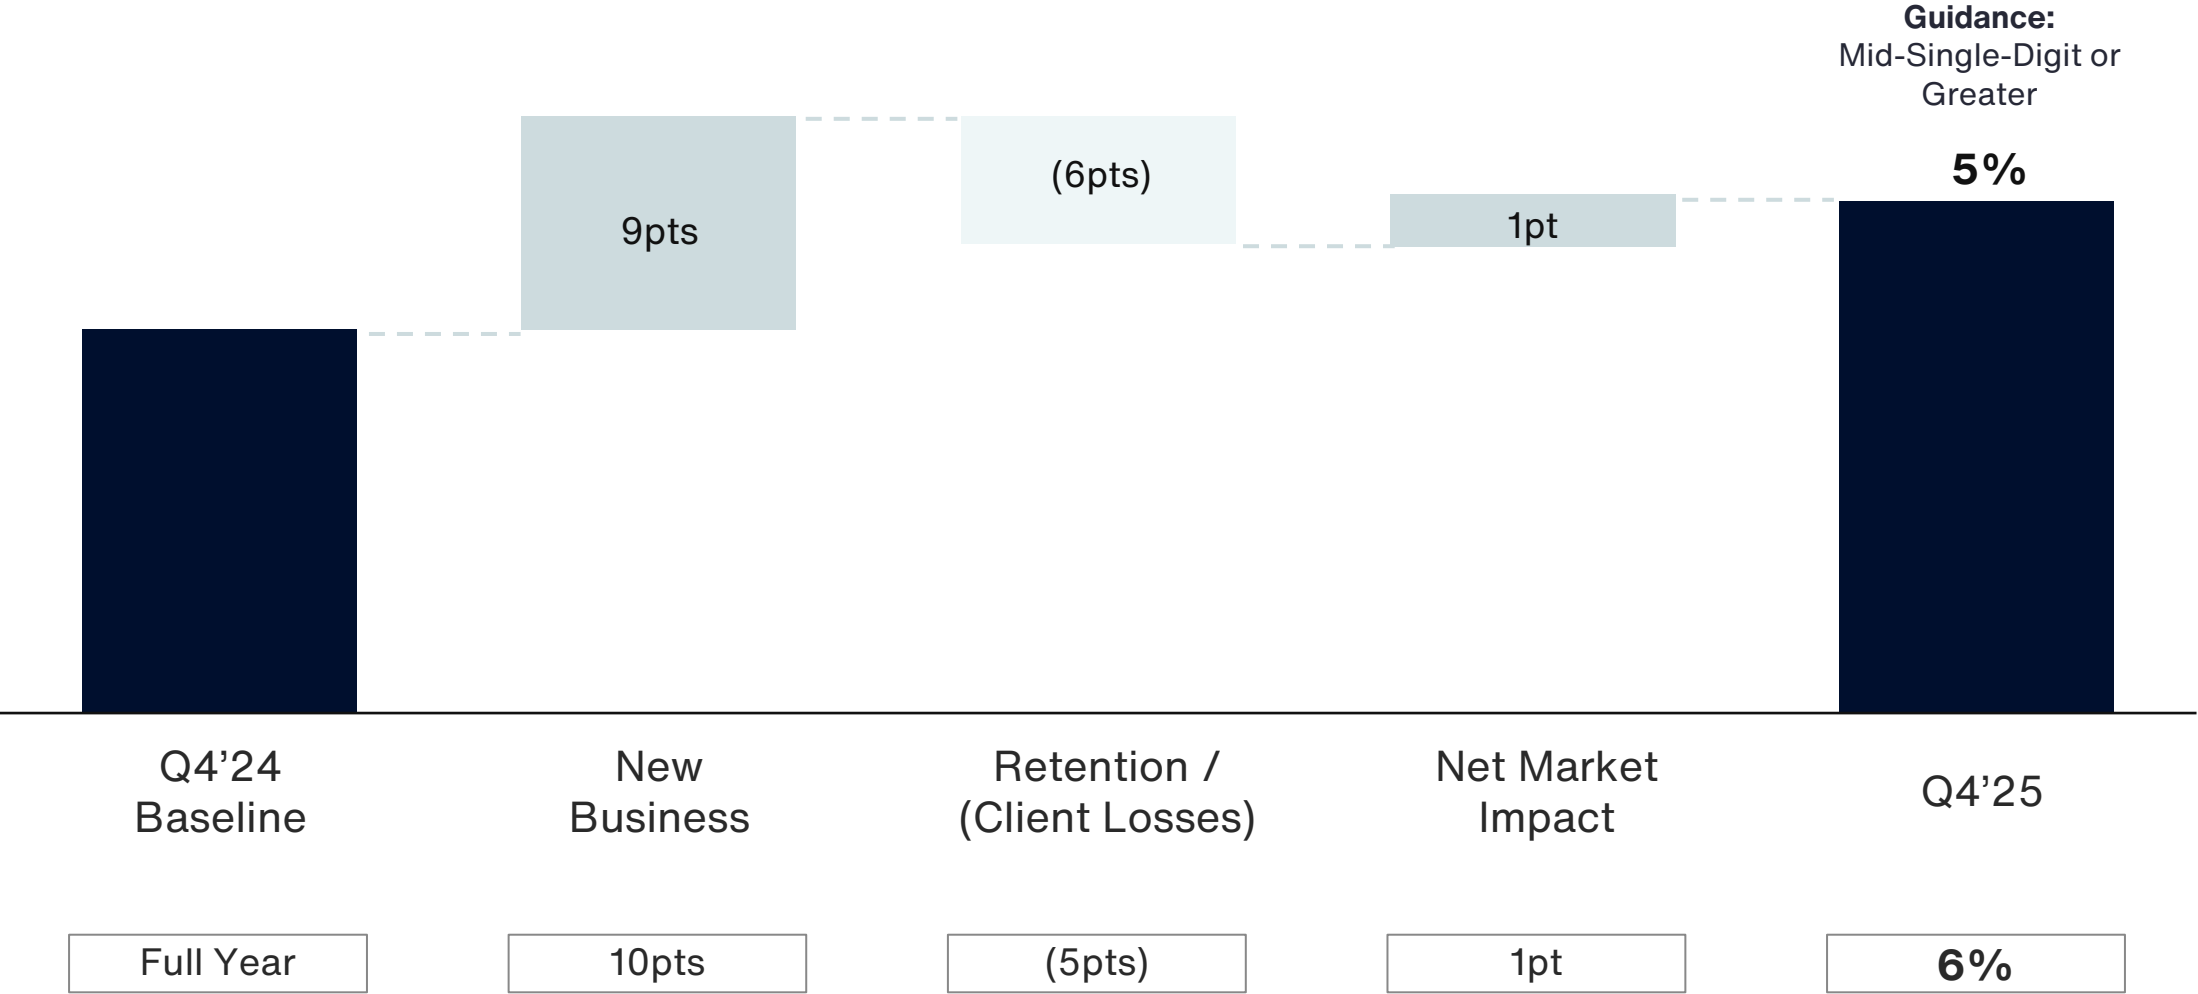 Guidance:
Mid-Single-Digit or
Greater
5%
9pts
(6pts)
1pt
Q4’24
Baseline
New
Business
Retention /
(Client Losses)
Net Market
Impact
Q4’25
Full Year
10pts
(5pts)
1pt
6%